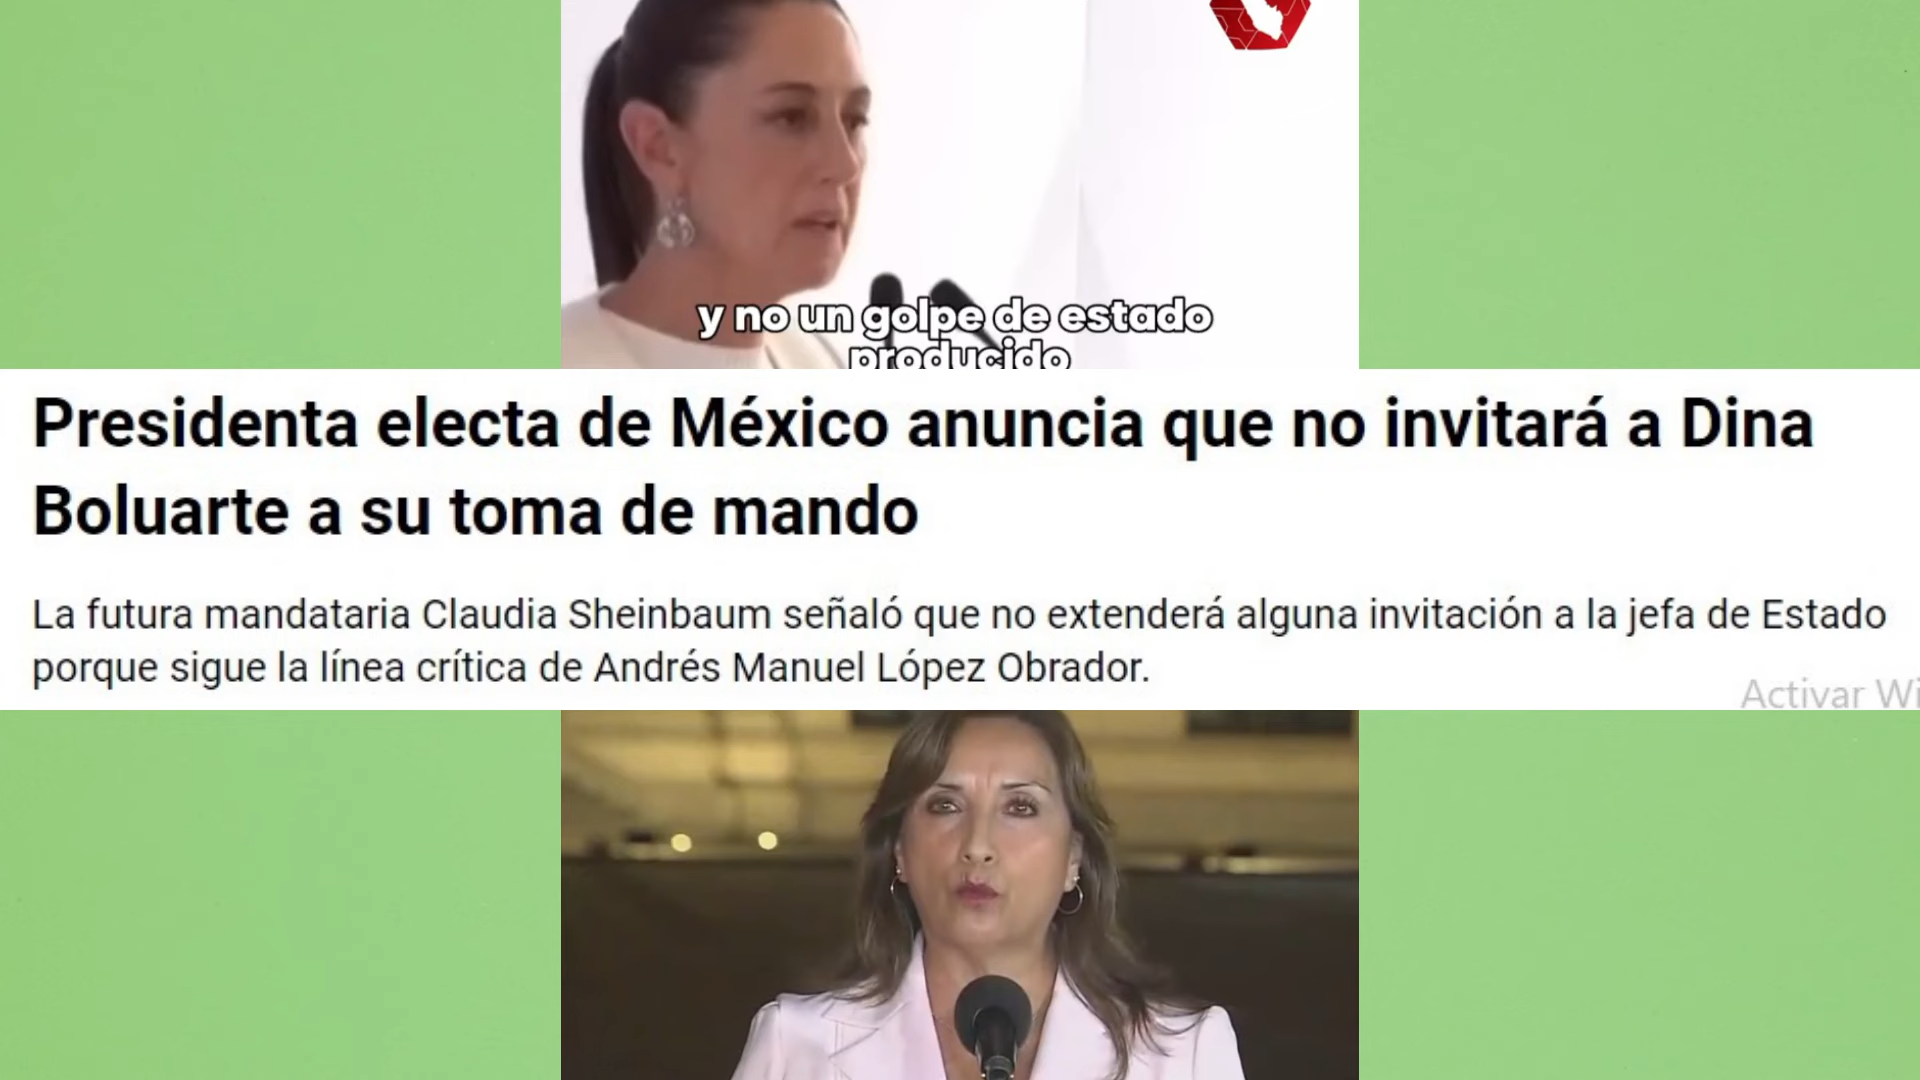 y no un golpe de estado
producido
Presidenta electa de México anuncia que no invitará a Dina
Boluarte a su toma de mando
La futura mandataria Claudia Sheinbaum señaló que no extenderá alguna invitación a la jefa de Estado
porque sigue la línea crítica de Andrés Manuel López Obrador.
Activar Wi